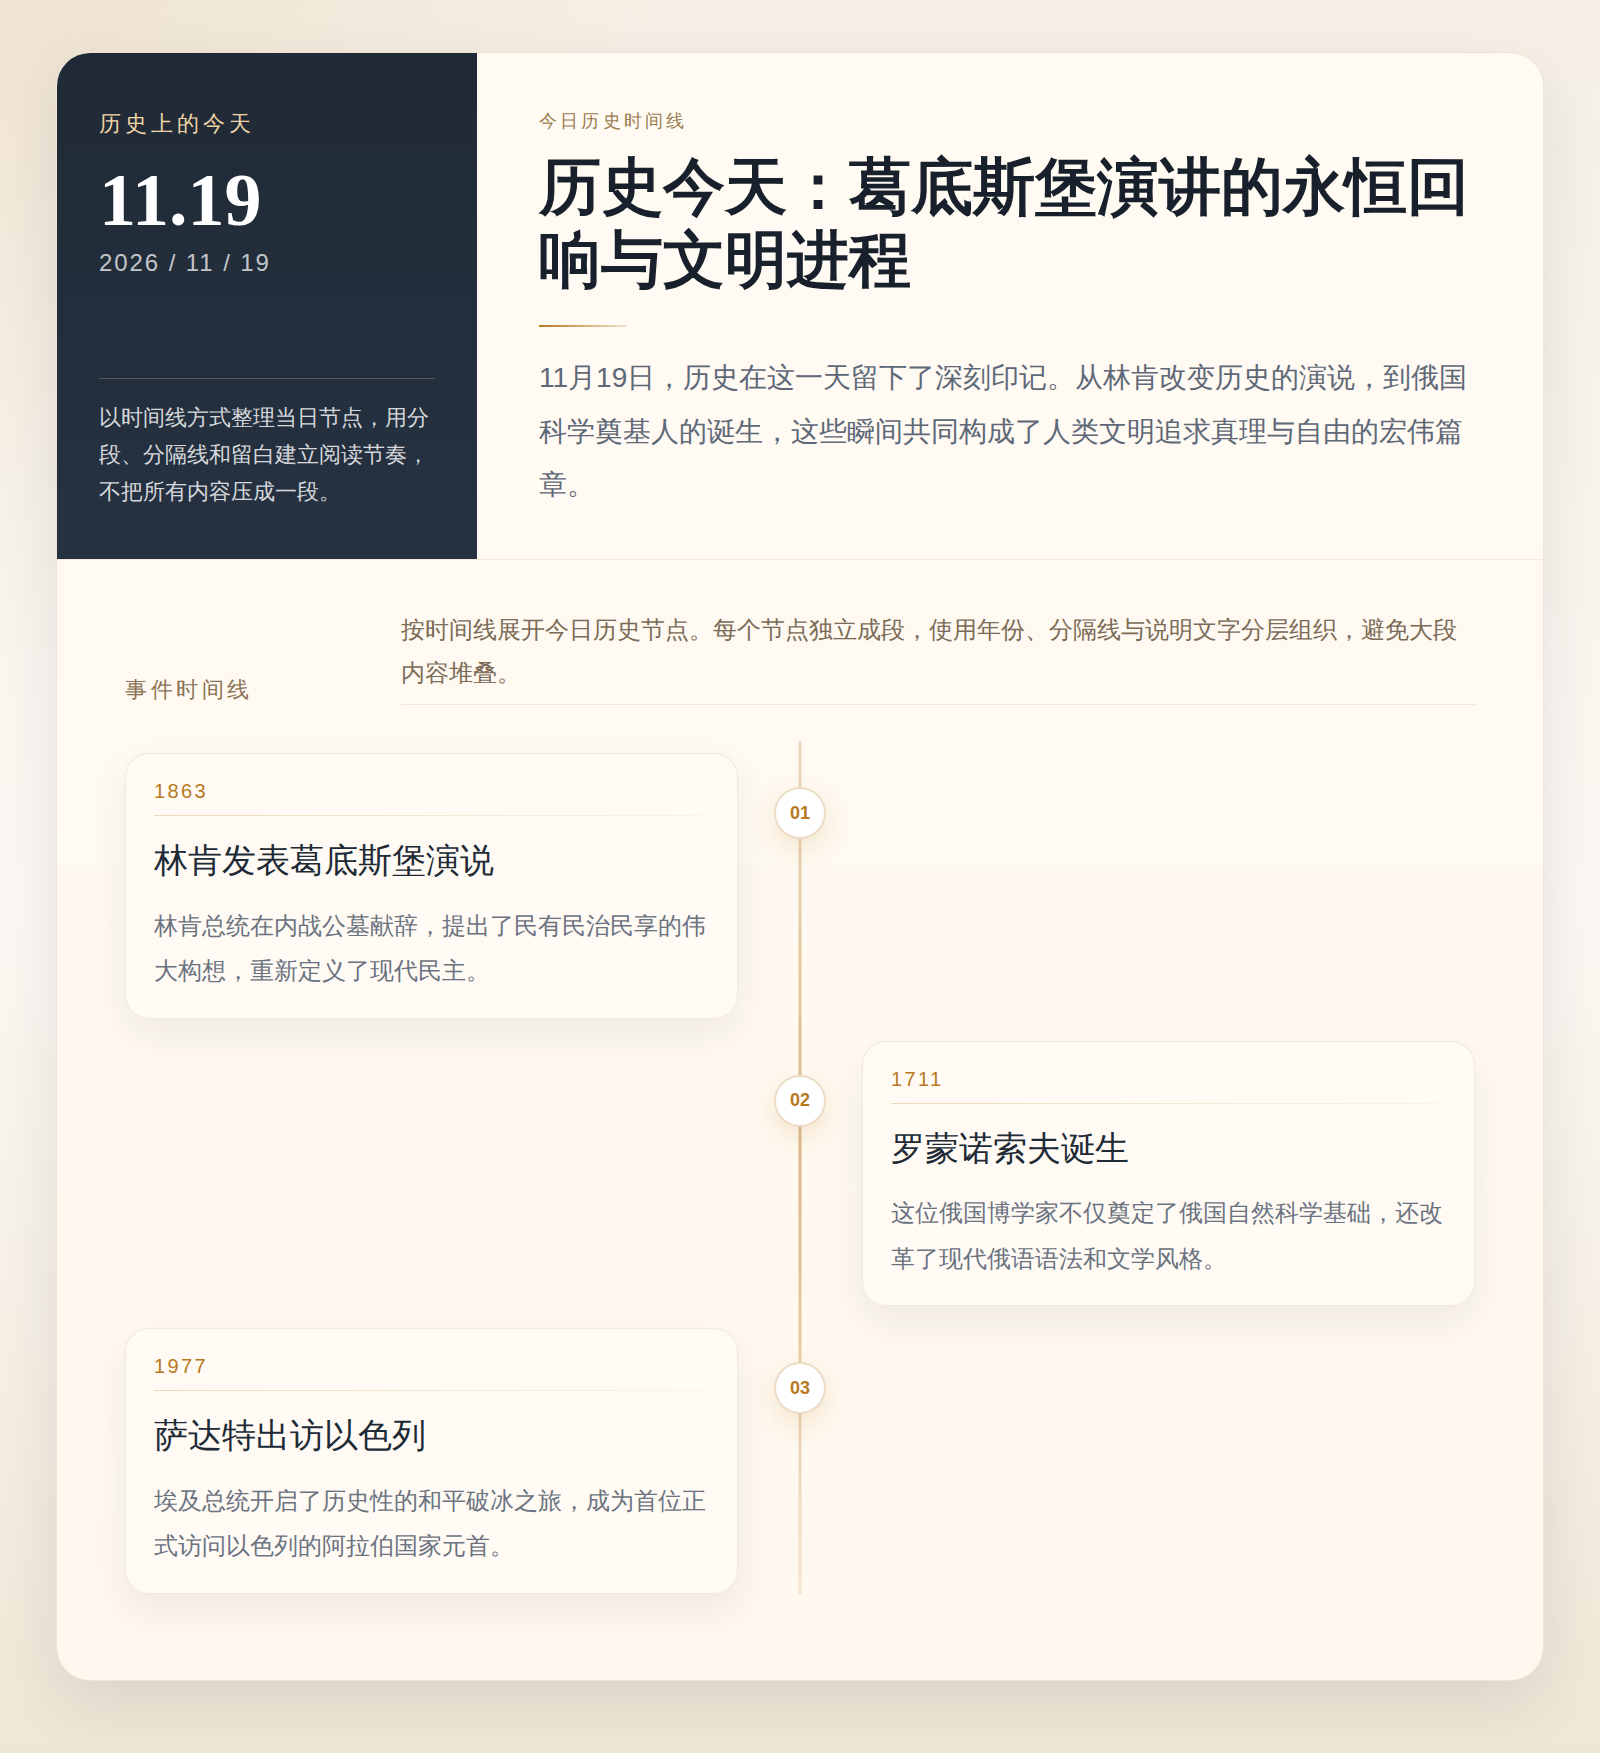 历史上的今天
11.19
2026 / 11 / 19
以时间线方式整理当日节点，用分
段、分隔线和留白建立阅读节奏，
不把所有内容压成一段。
今日历史时间线
历史今天：葛底斯堡演讲的永恒回
响与文明进程
11月19日，历史在这一天留下了深刻印记。从林肯改变历史的演说，到俄国
科学奠基人的诞生，这些瞬间共同构成了人类文明追求真理与自由的宏伟篇
章。
事件时间线
按时间线展开今日历史节点。每个节点独立成段，使用年份、分隔线与说明文字分层组织，避免大段
内容堆叠。
1863
林肯发表葛底斯堡演说
林肯总统在内战公墓献辞，提出了民有民治民享的伟
大构想，重新定义了现代民主。
01
02
1711
罗蒙诺索夫诞生
这位俄国博学家不仅奠定了俄国自然科学基础，还改
革了现代俄语语法和文学风格。
1977
萨达特出访以色列
埃及总统开启了历史性的和平破冰之旅，成为首位正
式访问以色列的阿拉伯国家元首。
03